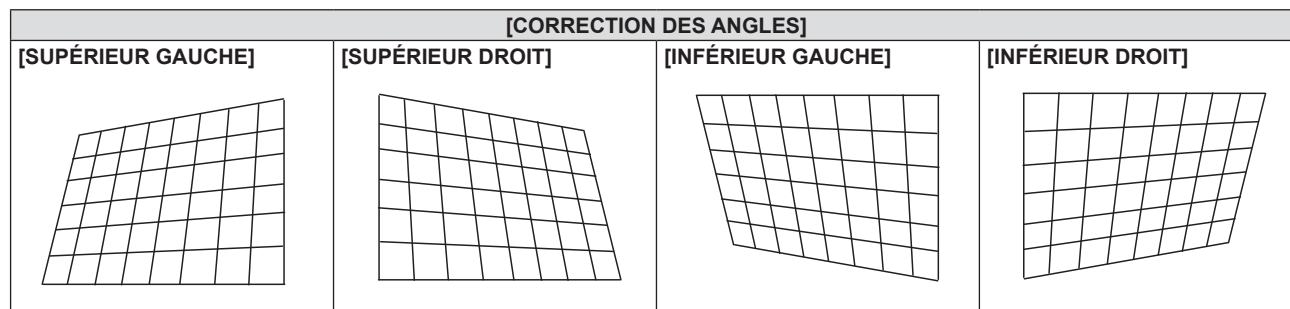 [CORRECTION DES ANGLES]
[SUPÉRIEUR GAUCHE] [SUPÉRIEUR DROIT] [INFÉRIEUR GAUCHE] [INFÉRIEUR DROIT]